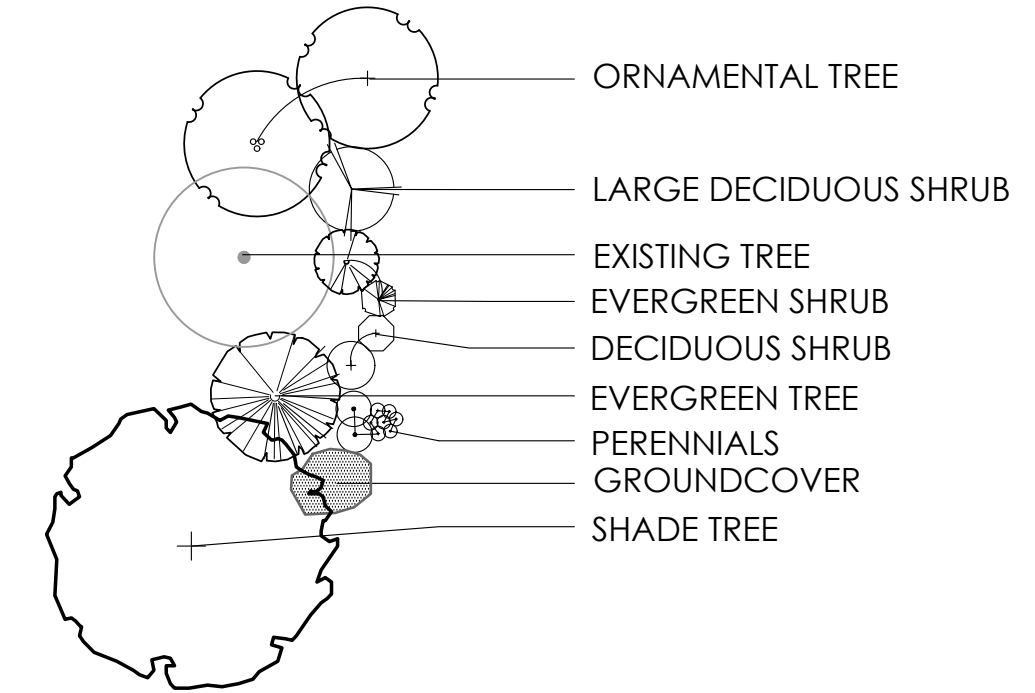 ORNAMENTAL TREE
LARGE DECIDUOUS SHRUB
EXISTING TREE
EVERGREEN SHRUB
DECIDUOUS SHRUB
EVERGREEN TREE
PERENNIALS
GROUNDCOVER
SHADE TREE